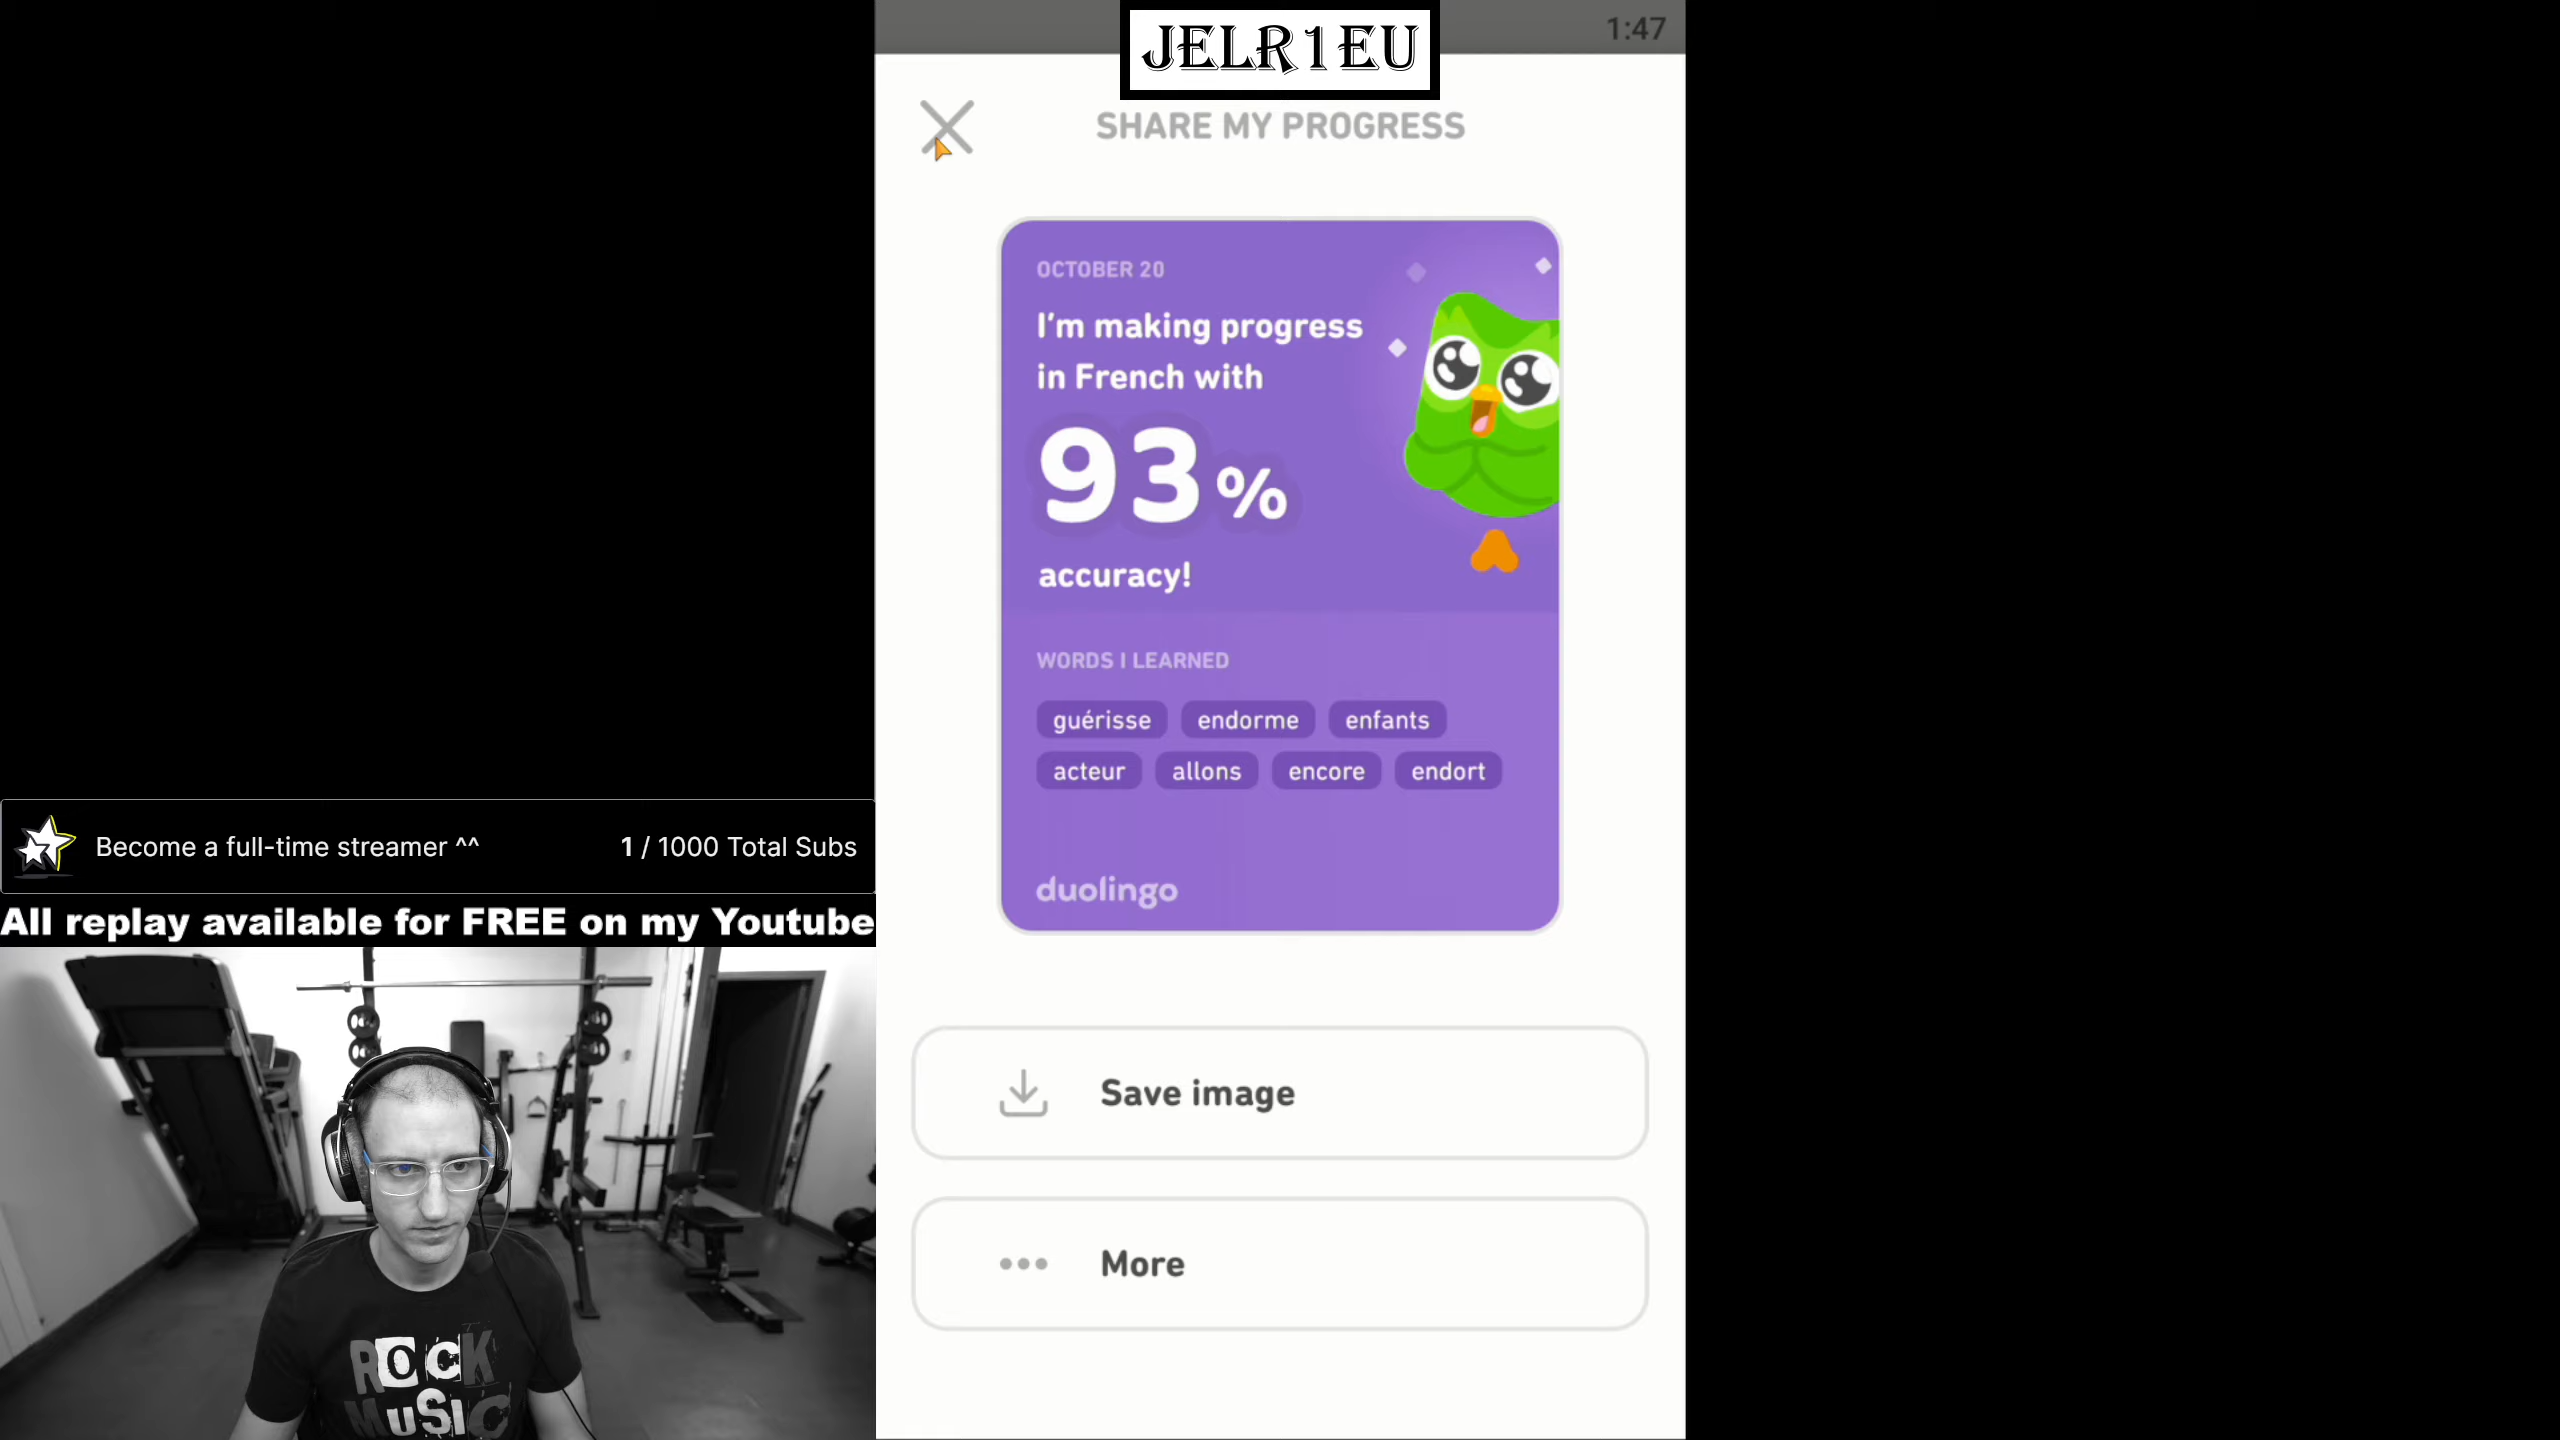 JELR1EU
1:47
SHARE MY PROGRESS
OCTOBER 20
I'm making progress
in French with
93%
accuracy!
WORDS I LEARNED
guérisse endorme enfants
acteur allons encore endort
duolingo
Save image
More
Become a full-time streamer ^^ 1 / 1000 Total Subs
All replay available for FREE on my Youtube
ROCK
MUSIC